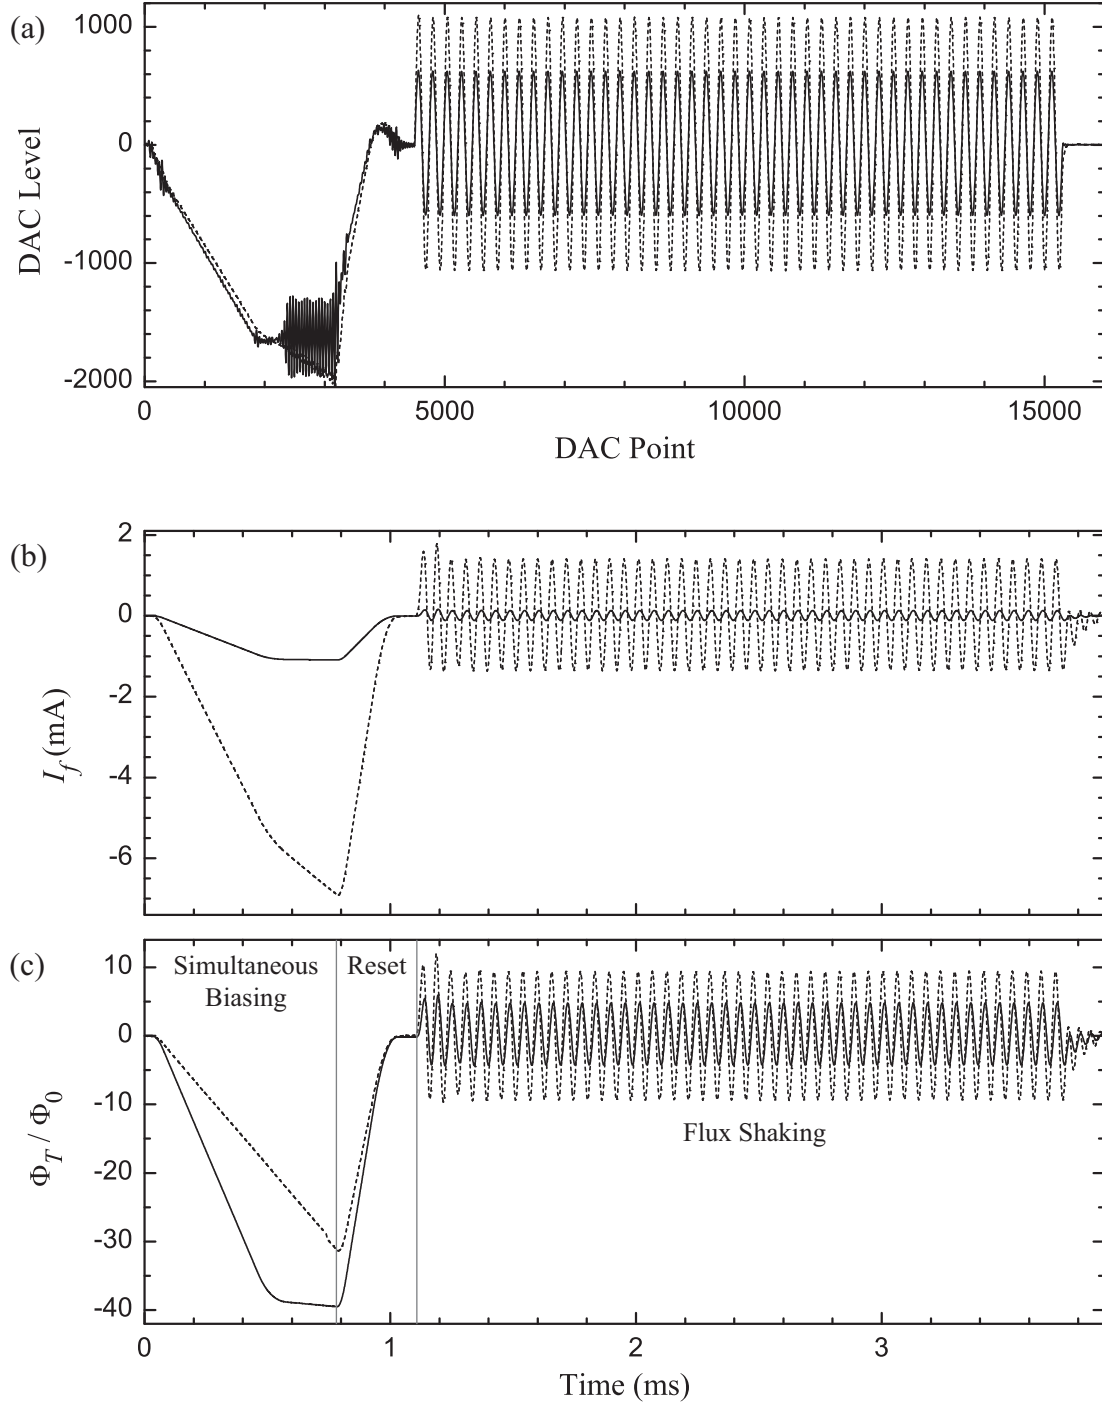 (a)
1000
0
-1000
-2000
DAC Level
0
5000
10000
15000
DAC Point
(b)
2
0
-2
-4
-6
I_f (mA)
(c)
10
0
-10
-20
-30
-40
Φ_T / Φ_0
Simultaneous
Biasing
Reset
Flux Shaking
0
1
2
3
Time (ms)